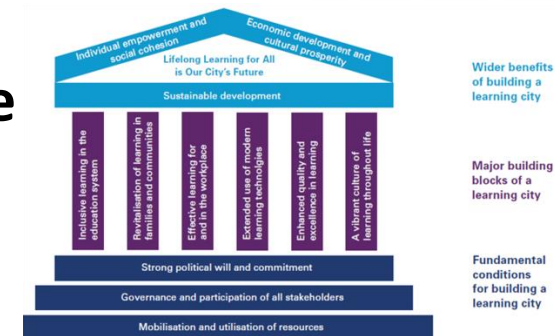 Individual empowerment and
social cohesion
Economic development and
cultural prosperity
Lifelong Learning for All
is Our City's Future
Sustainable development
Wider benefits
of building a
learning city
e
Inclusive learning in the
education system
Revitalisation of learning in
families and communities
Effective learning for
and in the workplace
Extended use of modern
learning technolgies
Enhanced quality and
excellence in learning
A vibrant culture of
learning throughout life
Major building
blocks of a
learning city
Strong political will and commitment
Governance and participation of all stakeholders
Mobilisation and utilisation of resources
Fundamental
conditions
for building a
learning city